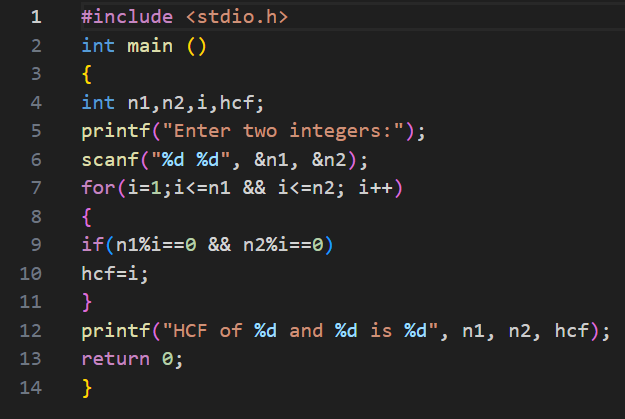 1 #include <stdio.h>
2 int main ()
3 {
4 int n1,n2,i,hcf;
5 printf("Enter two integers:");
6 scanf("%d %d", &n1, &n2);
7 for(i=1;i<=n1 && i<=n2; i++)
8 {
9 if(n1%i==0 && n2%i==0)
10 hcf=i;
11 }
12 printf("HCF of %d and %d is %d", n1, n2, hcf);
13 return 0;
14 }